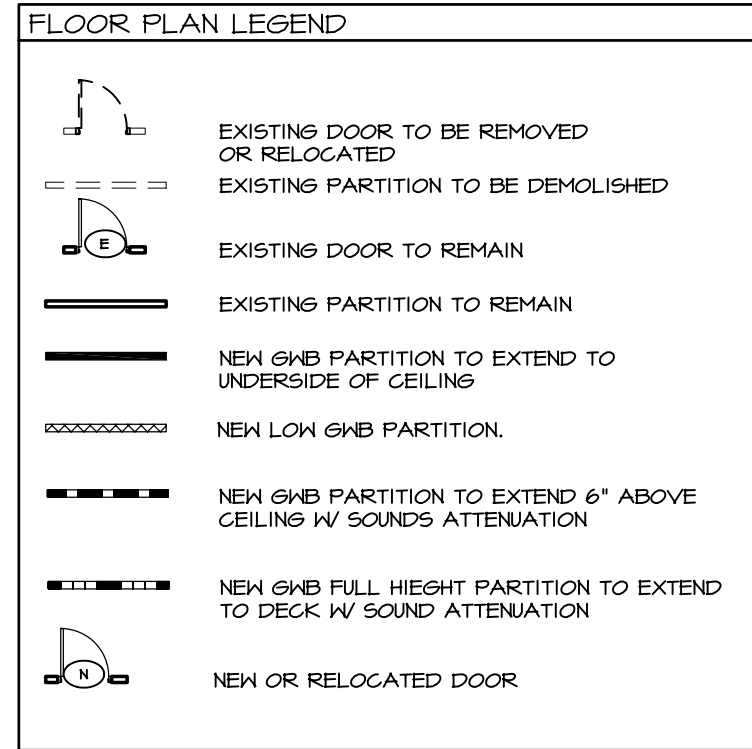 FLOOR PLAN LEGEND
EXISTING DOOR TO BE REMOVED
OR RELOCATED
EXISTING PARTITION TO BE DEMOLISHED
E
EXISTING DOOR TO REMAIN
EXISTING PARTITION TO REMAIN
NEW GWB PARTITION TO EXTEND TO
UNDERSIDE OF CEILING
NEW LOW GWB PARTITION.
NEW GWB PARTITION TO EXTEND 6" ABOVE
CEILING W/ SOUNDS ATTENUATION
NEW GWB FULL HIEGHT PARTITION TO EXTEND
TO DECK W/ SOUND ATTENUATION
N
NEW OR RELOCATED DOOR